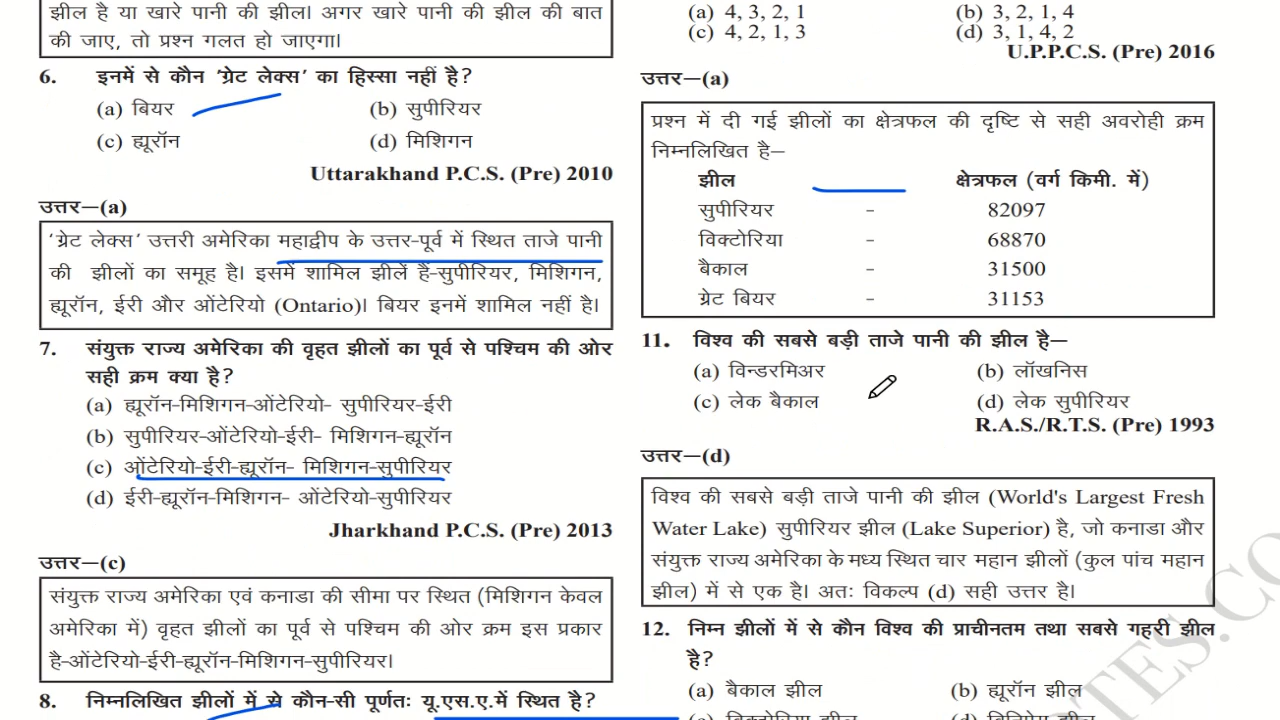 झील है या खारे पानी की झील। अगर खारे पानी की झील की बात
की जाए, तो प्रश्न गलत हो जाएगा।
6. इनमें से कौन 'ग्रेट लेक्स' का हिस्सा नहीं है?
(a) बियर (b) सुपीरियर
(c) ह्यूरॉन (d) मिशिगन
Uttarakhand P.C.S. (Pre) 2010
उत्तर—(a)
'ग्रेट लेक्स' उत्तरी अमेरिका महाद्वीप के उत्तर-पूर्व में स्थित ताजे पानी
की झीलों का समूह है। इसमें शामिल झीलें हैं-सुपीरियर, मिशिगन,
ह्यूरॉन, ईरी और ओंटेरियो (Ontario)। बियर इनमें शामिल नहीं है।
7. संयुक्त राज्य अमेरिका की वृहत झीलों का पूर्व से पश्चिम की ओर
सही क्रम क्या है?
(a) ह्यूरॉन-मिशिगन-ओंटेरियो- सुपीरियर-ईरी
(b) सुपीरियर-ओंटेरियो-ईरी- मिशिगन-ह्यूरॉन
(c) ओंटेरियो-ईरी-ह्यूरॉन- मिशिगन-सुपीरियर
(d) ईरी-ह्यूरॉन-मिशिगन- ओंटेरियो-सुपीरियर
Jharkhand P.C.S. (Pre) 2013
उत्तर—(c)
संयुक्त राज्य अमेरिका एवं कनाडा की सीमा पर स्थित (मिशिगन केवल
अमेरिका में) वृहत झीलों का पूर्व से पश्चिम की ओर क्रम इस प्रकार
है-ओंटेरियो-ईरी-ह्यूरॉन-मिशिगन-सुपीरियर।
8. निम्नलिखित झीलों में से कौन-सी पूर्णतः यू.एस.ए.में स्थित है?
(a) 4, 3, 2, 1 (b) 3, 2, 1, 4
(c) 4, 2, 1, 3 (d) 3, 1, 4, 2
U.P.P.C.S. (Pre) 2016
उत्तर—(a)
प्रश्न में दी गई झीलों का क्षेत्रफल की दृष्टि से सही अवरोही क्रम
निम्नलिखित है—
झील क्षेत्रफल (वर्ग किमी. में)
सुपीरियर - 82097
विक्टोरिया - 68870
बैकाल - 31500
ग्रेट बियर - 31153
11. विश्व की सबसे बड़ी ताजे पानी की झील है—
(a) विन्डरमिअर (b) लॉखनिस
(c) लेक बैकाल (d) लेक सुपीरियर
R.A.S./R.T.S. (Pre) 1993
उत्तर—(d)
विश्व की सबसे बड़ी ताजे पानी की झील (World's Largest Fresh
Water Lake) सुपीरियर झील (Lake Superior) है, जो कनाडा और
संयुक्त राज्य अमेरिका के मध्य स्थित चार महान झीलों (कुल पांच महान
झील) में से एक है। अतः विकल्प (d) सही उत्तर है।
12. निम्न झीलों में से कौन विश्व की प्राचीनतम तथा सबसे गहरी झील
है?
(a) बैकाल झील (b) ह्यूरॉन झील